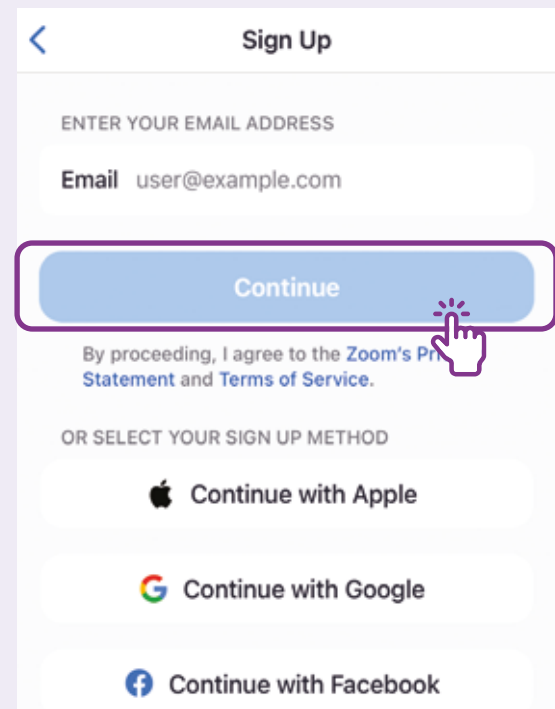 Sign Up
ENTER YOUR EMAIL ADDRESS
Email user@example.com
Continue
By proceeding, I agree to the Zoom's
Statement and Terms of Service.
OR SELECT YOUR SIGN UP METHOD
Continue with Apple
Continue with Google
Continue with Facebook